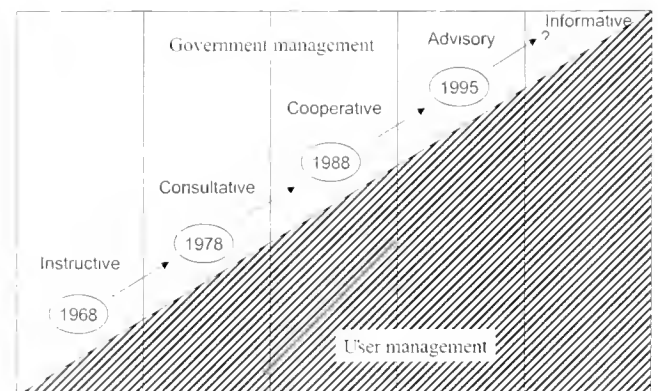 Informative
?
Advisory
Government management
1995
Cooperative
1988
Consultative
1978
Instructive
1968
User management